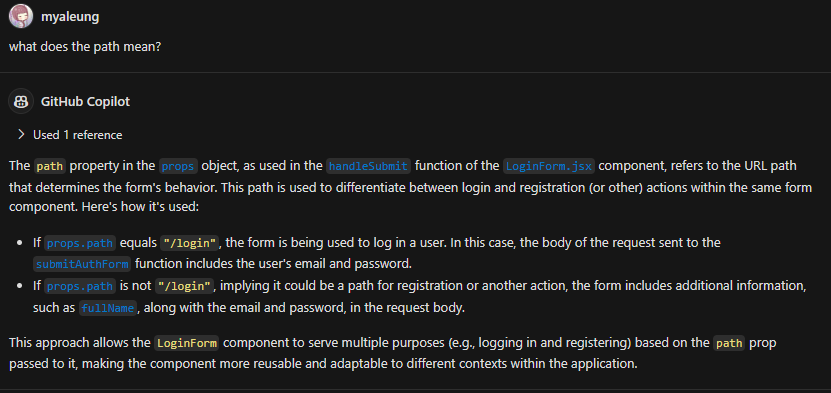 myaleung
what does the path mean?
GitHub Copilot
Used 1 reference
The path property in the props object, as used in the handleSubmit function of the LoginForm.jsx component, refers to the URL path
that determines the form's behavior. This path is used to differentiate between login and registration (or other) actions within the same form
component. Here's how it's used:
• If props.path equals "/login", the form is being used to log in a user. In this case, the body of the request sent to the
submitAuthForm function includes the user's email and password.
• If props.path is not "/login", implying it could be a path for registration or another action, the form includes additional information,
such as fullName, along with the email and password, in the request body.
This approach allows the LoginForm component to serve multiple purposes (e.g., logging in and registering) based on the path prop
passed to it, making the component more reusable and adaptable to different contexts within the application.